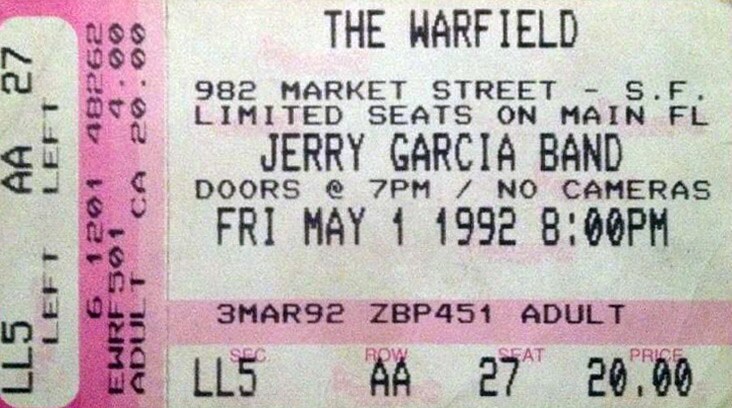 THE WARFIELD
982 MARKET STREET - S.F.
LIMITED SEATS ON MAIN FL
JERRY GARCIA BAND
DOORS @ 7PM / NO CAMERAS
FRI MAY 1 1992 8:00PM
3MAR92 ZBP451 ADULT
SEC ROW SEAT PRICE
LL5 AA 27 20.00
LL5 AA 27
LEFT LEFT
6 1201 48262
EWRF501 4.00
ADULT CA 20.00